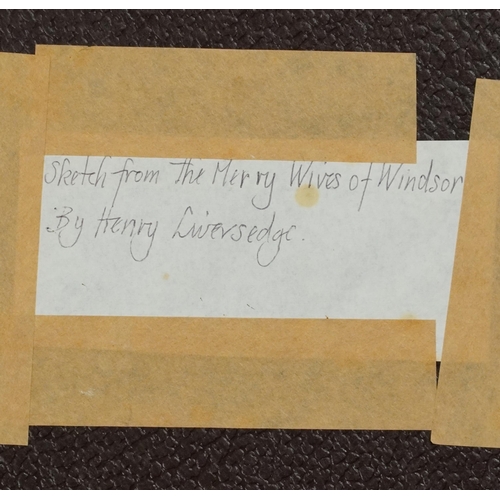 Sketch from The Merry Wives of Windsor
By Henry Liversedge.